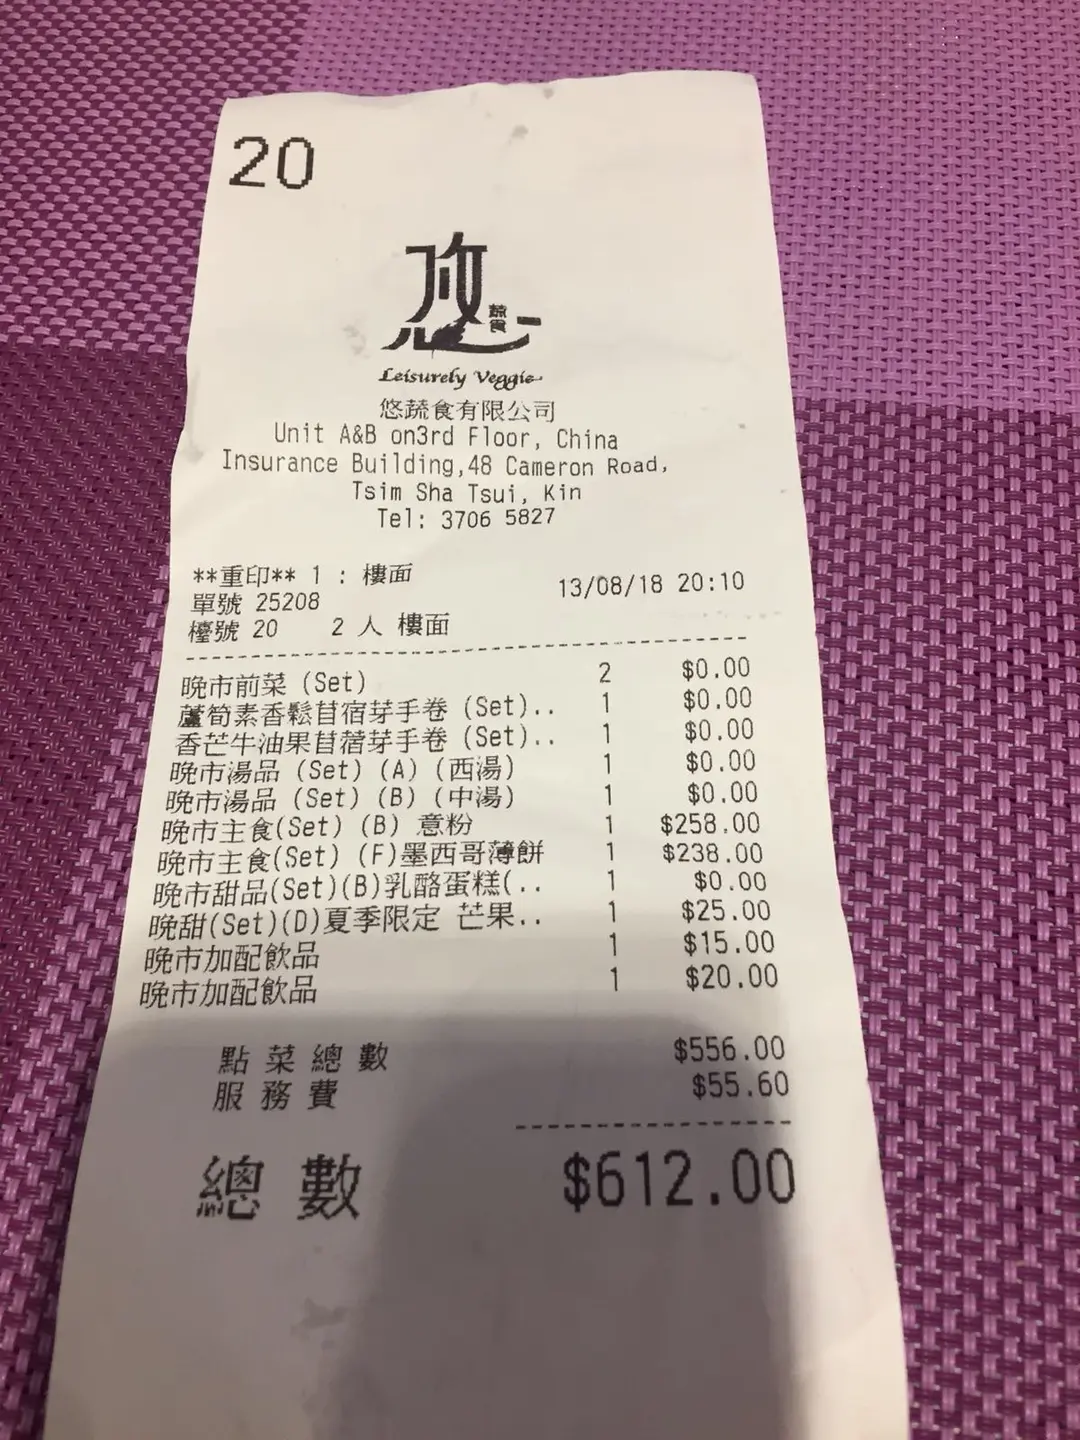 20
悠
蔬食
Leisurely Veggie
悠蔬食有限公司
Unit A&B on3rd Floor, China
Insurance Building,48 Cameron Road,
Tsim Sha Tsui, Kin
Tel: 3706 5827
**重印** 1 : 樓面 13/08/18 20:10
單號 25208
檯號 20 2 人 樓面
晚市前菜 (Set) 2 $0.00
蘆筍素香鬆苜宿芽手卷 (Set).. 1 $0.00
香芒牛油果苜蓿芽手卷 (Set).. 1 $0.00
晚市湯品 (Set) (A) (西湯) 1 $0.00
晚市湯品 (Set) (B) (中湯) 1 $0.00
晚市主食(Set) (B) 意粉 1 $258.00
晚市主食(Set) (F)墨西哥薄餅 1 $238.00
晚市甜品(Set)(B)乳酪蛋糕(.. 1 $0.00
晚甜(Set)(D)夏季限定 芒果.. 1 $25.00
晚市加配飲品 1 $15.00
晚市加配飲品 1 $20.00
點菜總數 $556.00
服務費 $55.60
總數 $612.00